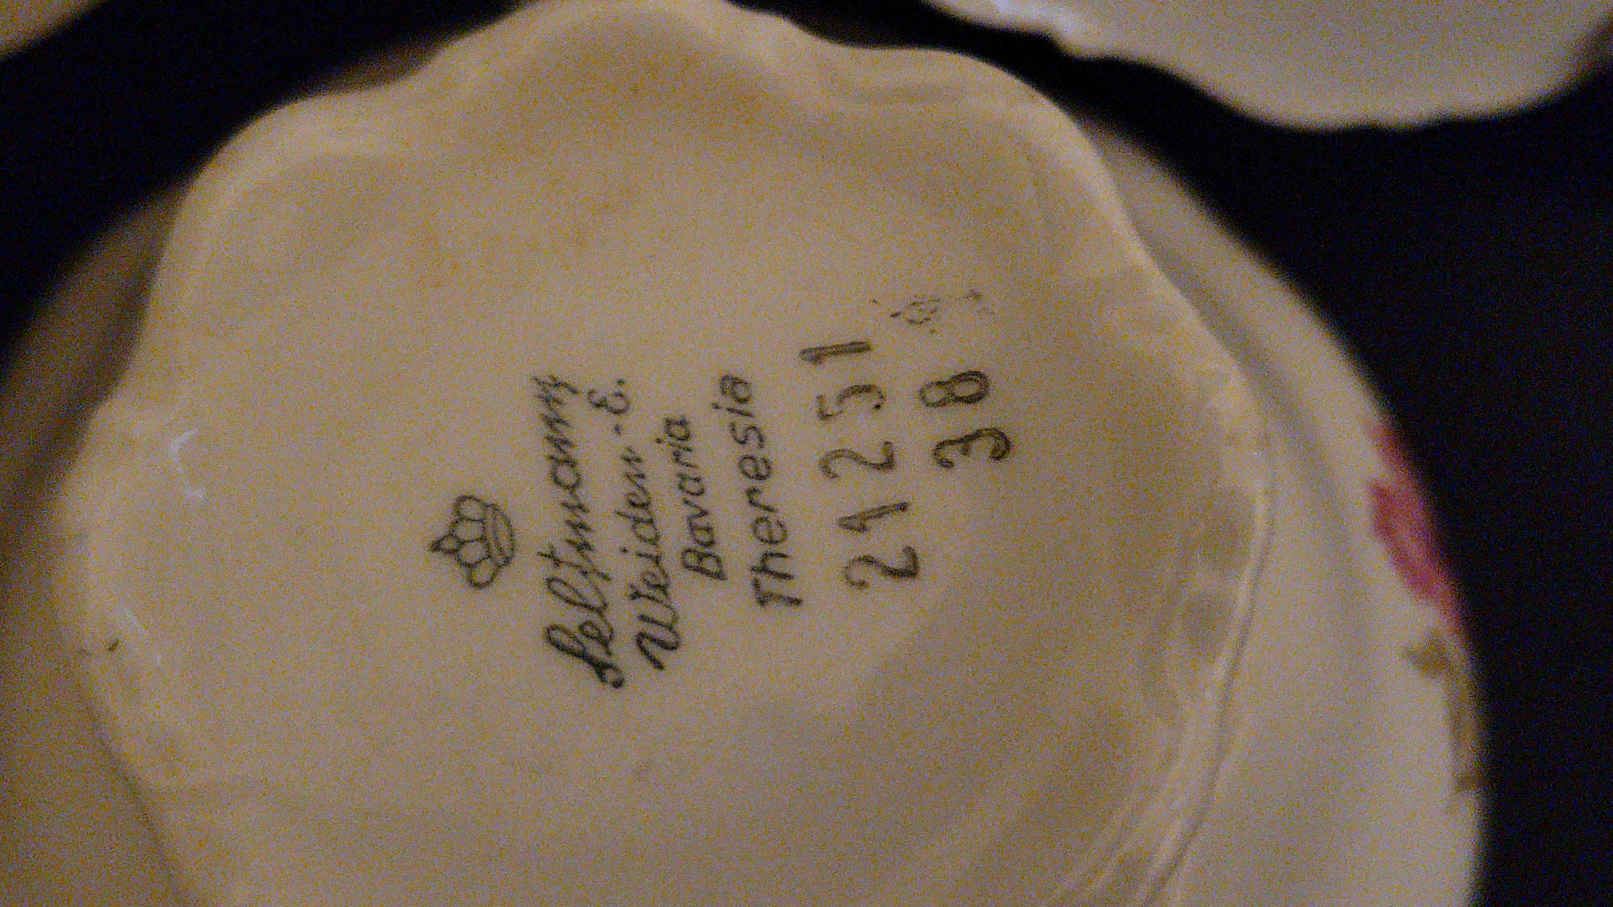 Seltmann
Weiden-E.
Bavaria
Theresia
21251
38